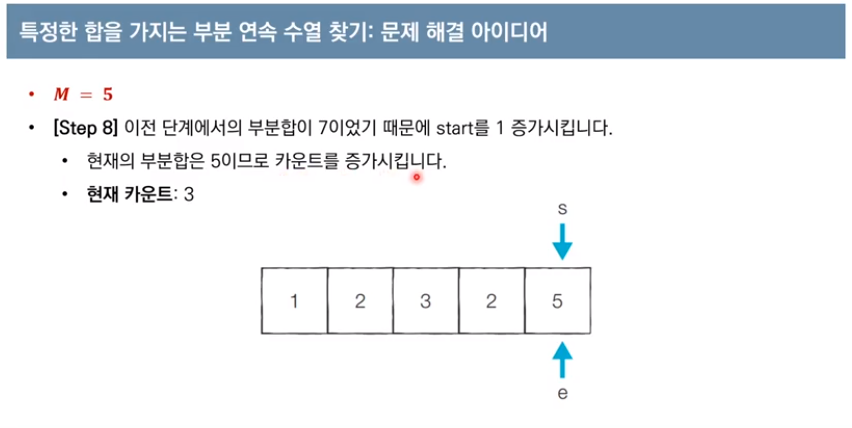 특정한 합을 가지는 부분 연속 수열 찾기: 문제 해결 아이디어
• M = 5
• [Step 8] 이전 단계에서의 부분합이 7이었기 때문에 start를 1 증가시킵니다.
• 현재의 부분합은 5이므로 카운트를 증가시킵니다.
• 현재 카운트: 3
s
1 2 3 2 5
e